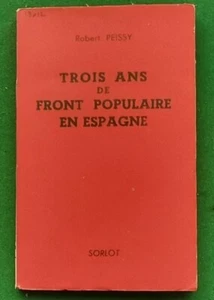 Robert PEISSY
TROIS ANS
DE
FRONT POPULAIRE
EN ESPAGNE
SORLOT